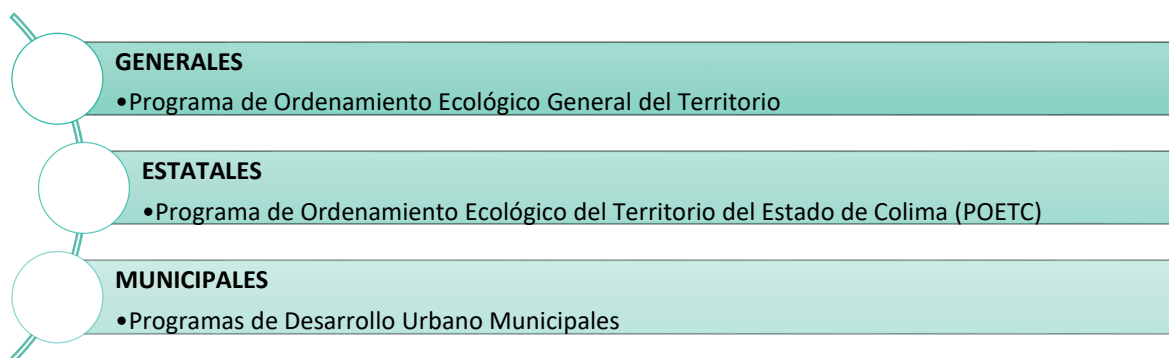 GENERALES
•Programa de Ordenamiento Ecológico General del Territorio
ESTATALES
•Programa de Ordenamiento Ecológico del Territorio del Estado de Colima (POETC)
MUNICIPALES
•Programas de Desarrollo Urbano Municipales